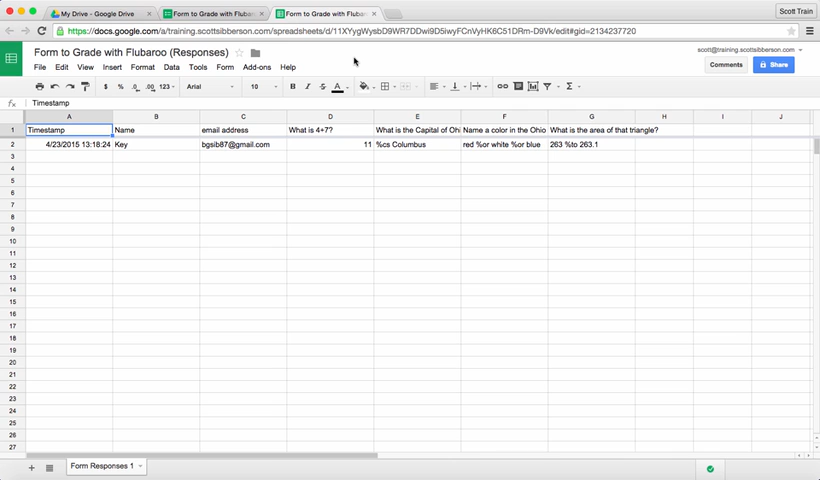 My Drive - Google Drive
Form to Grade with Flubaroo
Form to Grade with Flubaroo
Scott Train
https://docs.google.com/a/training.scottsibberson.com/spreadsheets/d/11XYygWysbD9WR7DDwi9D5iwyFCnVyHK6C51DRm-D9Vk/edit#gid=2134237720
Form to Grade with Flubaroo (Responses)
scott@training.scottsibberson.com
File Edit View Insert Format Data Tools Form Add-ons Help
Comments
Share
$ % .0 .00 123 Arial 10 B I S A Σ
fx Timestamp
A B C D E F G H I J
1 Timestamp Name email address What is 4+7? What is the Capital of Ohi Name a color in the Ohio What is the area of that triangle?
2 4/23/2015 13:18:24 Key bgsib87@gmail.com 11 %cs Columbus red %or white %or blue 263 %to 263.1
3
4
5
6
7
8
9
10
11
12
13
14
15
16
17
18
19
20
21
22
23
24
25
26
27
Form Responses 1